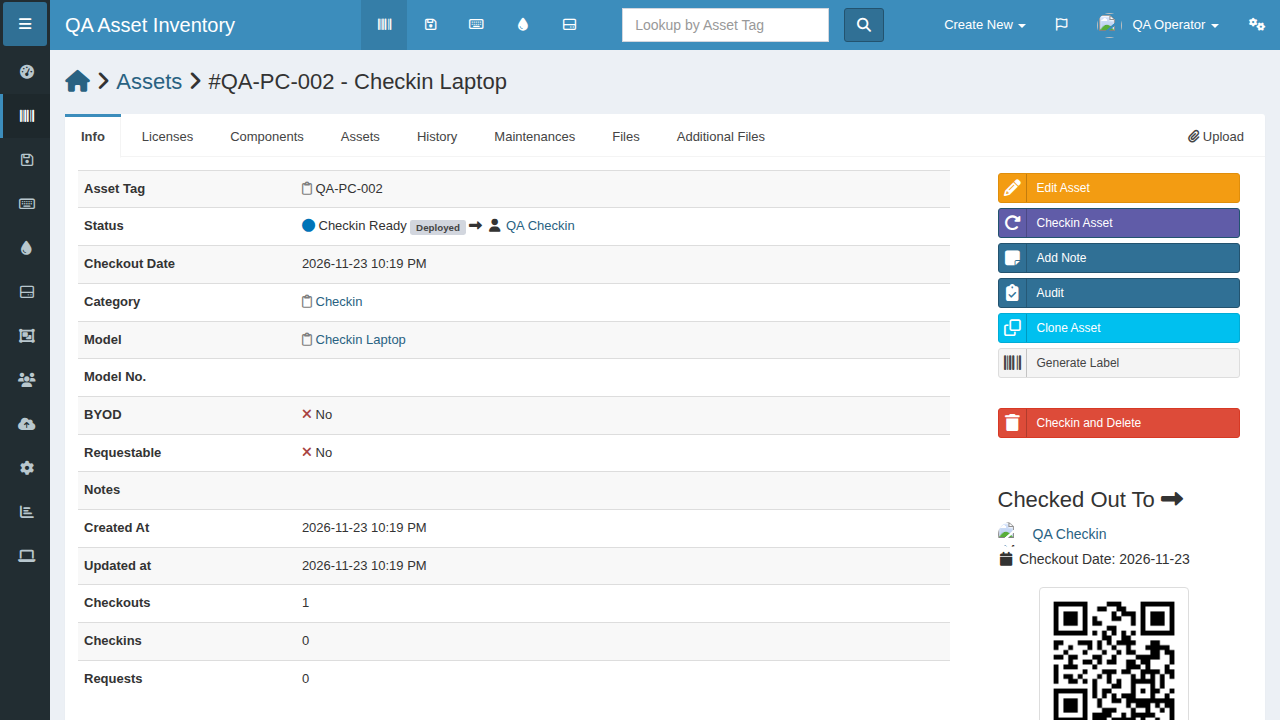 QA Asset Inventory
Lookup by Asset Tag
Create New
QA Operator
Assets
#QA-PC-002 - Checkin Laptop
Info
Licenses
Components
Assets
History
Maintenances
Files
Additional Files
Upload
Asset Tag
QA-PC-002
Status
Checkin Ready Deployed QA Checkin
Checkout Date
2026-11-23 10:19 PM
Category
Checkin
Model
Checkin Laptop
Model No.
BYOD
No
Requestable
No
Notes
Created At
2026-11-23 10:19 PM
Updated at
2026-11-23 10:19 PM
Checkouts
1
Checkins
0
Requests
0
Edit Asset
Checkin Asset
Add Note
Audit
Clone Asset
Generate Label
Checkin and Delete
Checked Out To
QA Checkin
Checkout Date: 2026-11-23